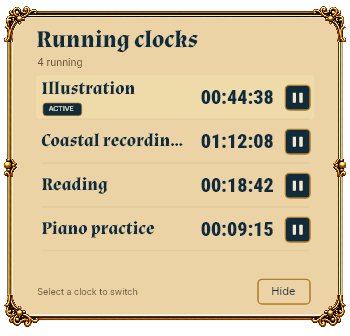 Running clocks
4 running
Illustration
00:44:38
ACTIVE
Coastal recordin... 01:12:08
Reading 00:18:42
Piano practice 00:09:15
Select a clock to switch
Hide